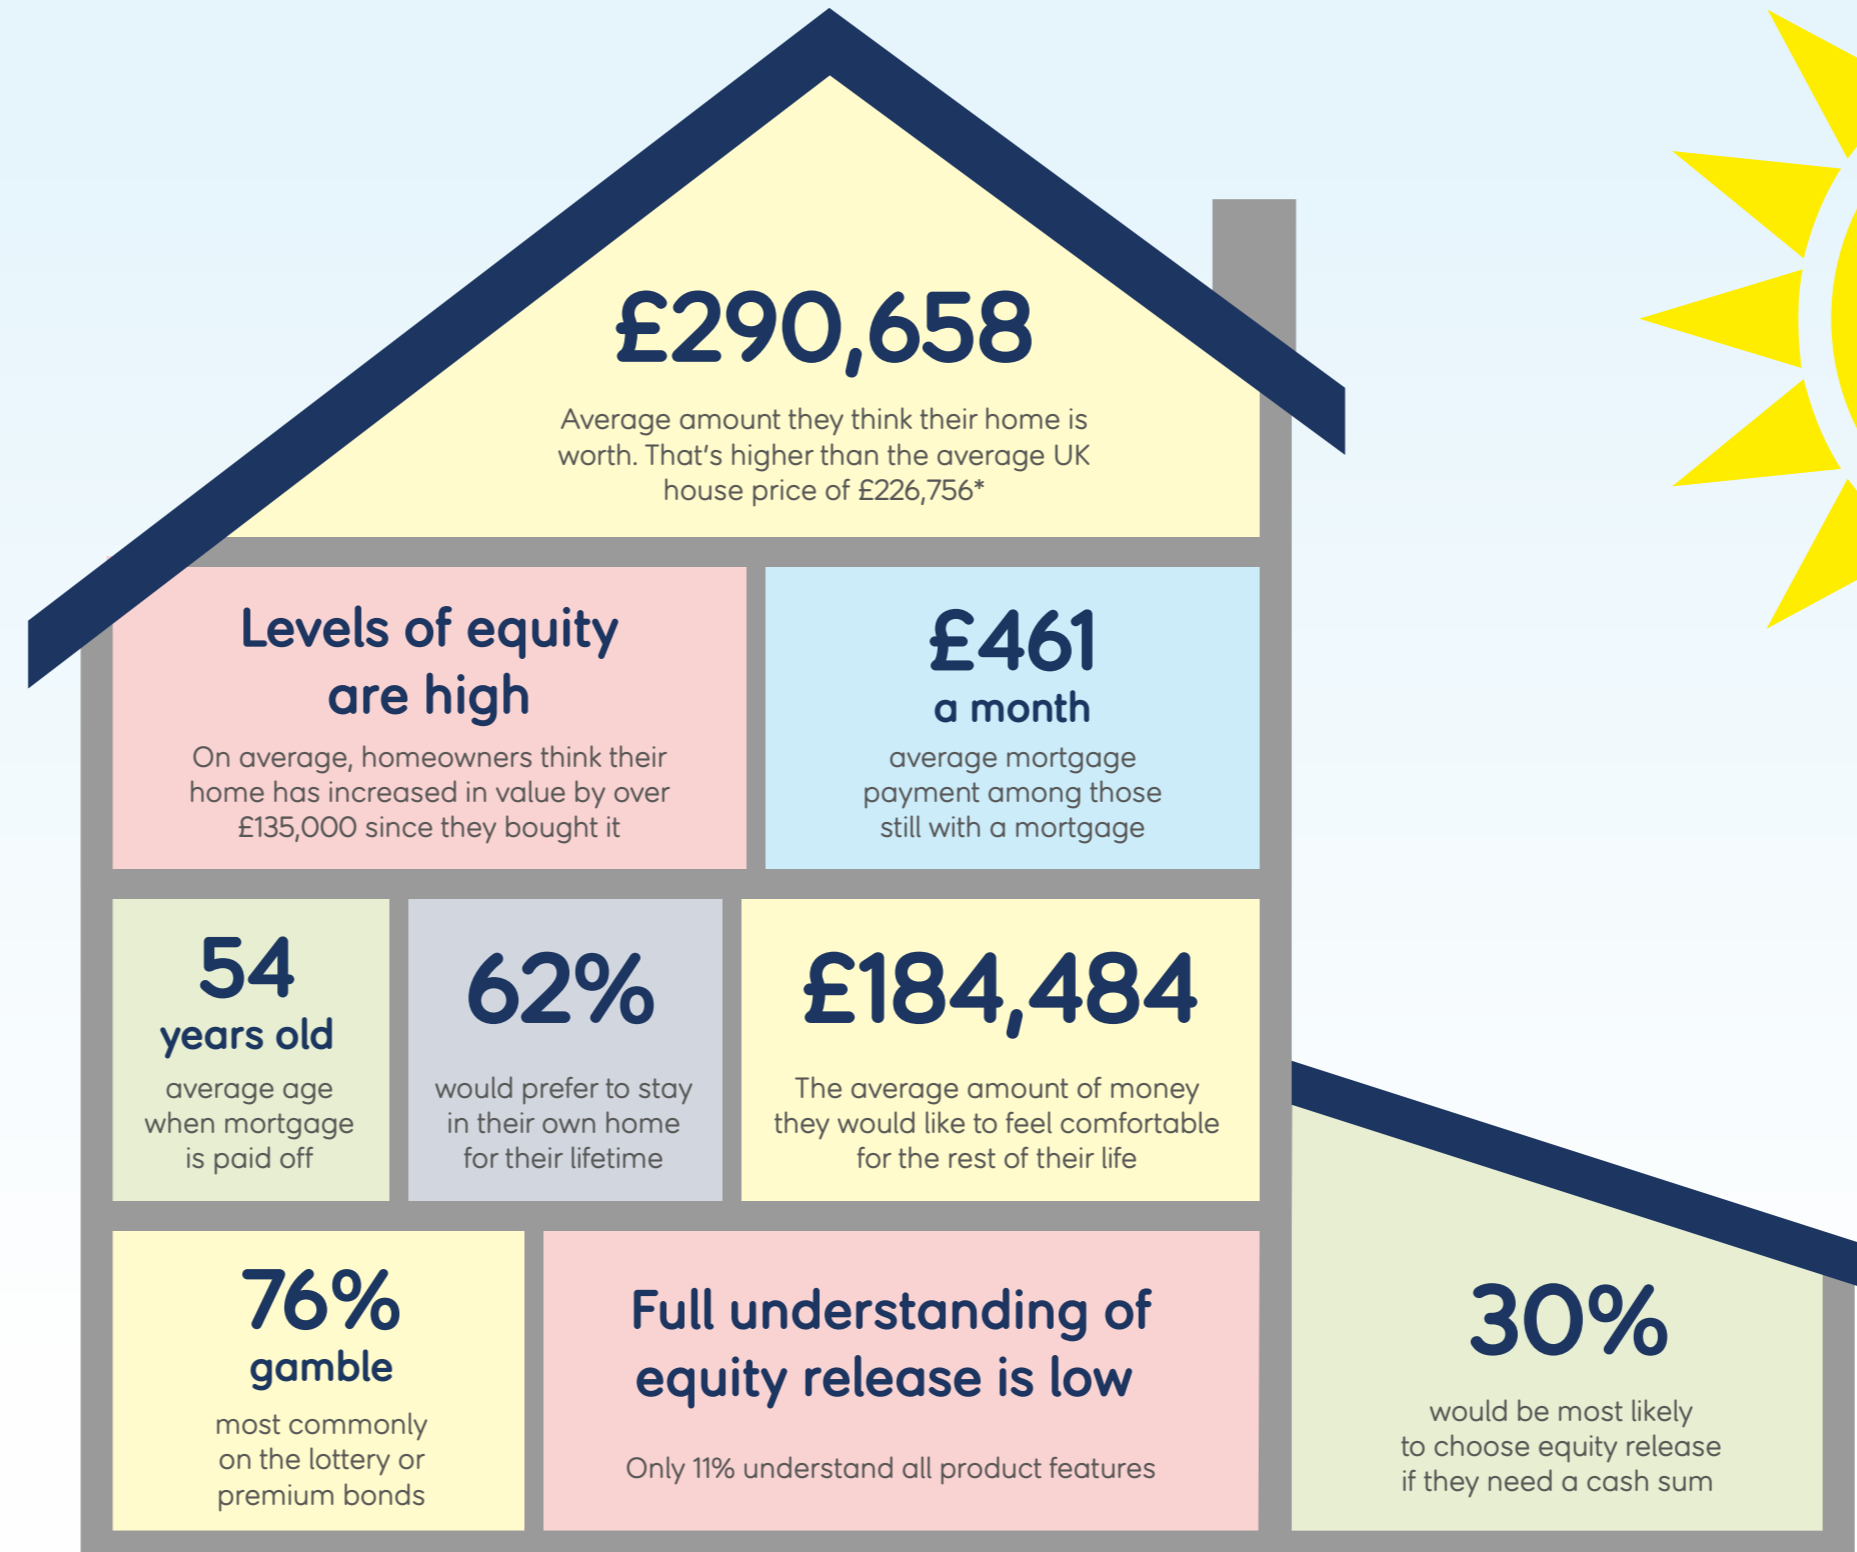 £290,658
Average amount they think their home is
worth. That's higher than the average UK
house price of £226,756*
Levels of equity
are high
On average, homeowners think their
home has increased in value by over
£135,000 since they bought it
£461
a month
average mortgage
payment among those
still with a mortgage
54
years old
average age
when mortgage
is paid off
62%
would prefer to stay
in their own home
for their lifetime
£184,484
The average amount of money
they would like to feel comfortable
for the rest of their life
76%
gamble
most commonly
on the lottery or
premium bonds
Full understanding of
equity release is low
Only 11% understand all product features
30%
would be most likely
to choose equity release
if they need a cash sum